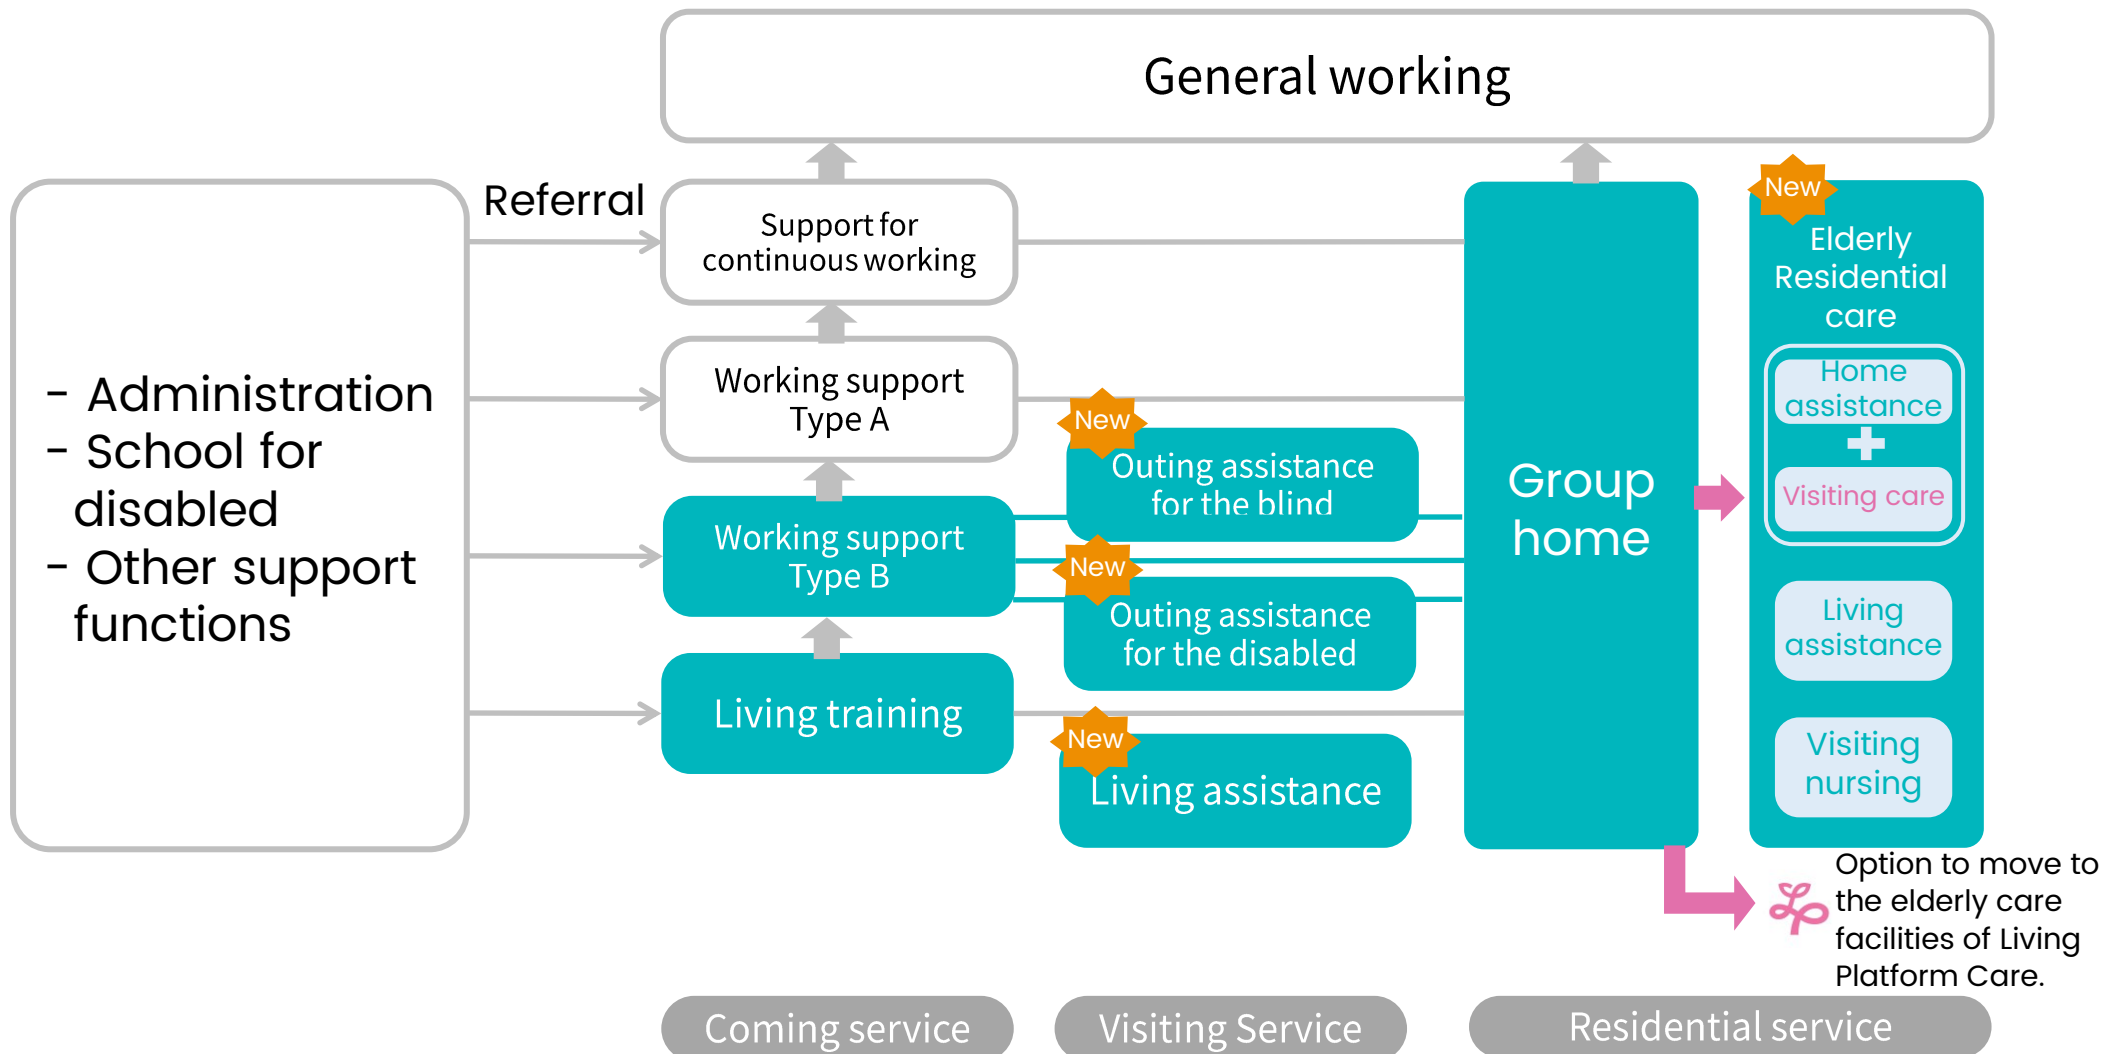 General working
Referral
- Administration
- School for
disabled
- Other support
functions
Support for
continuous working
Working support
Type A
Working support
Type B
Living training
New
Outing assistance
for the blind
New
Outing assistance
for the disabled
New
Living assistance
Group
home
New
Elderly
Residential
care
Home
assistance
Visiting care
Living
assistance
Visiting
nursing
Option to move to
the elderly care
facilities of Living
Platform Care.
Coming service
Visiting Service
Residential service